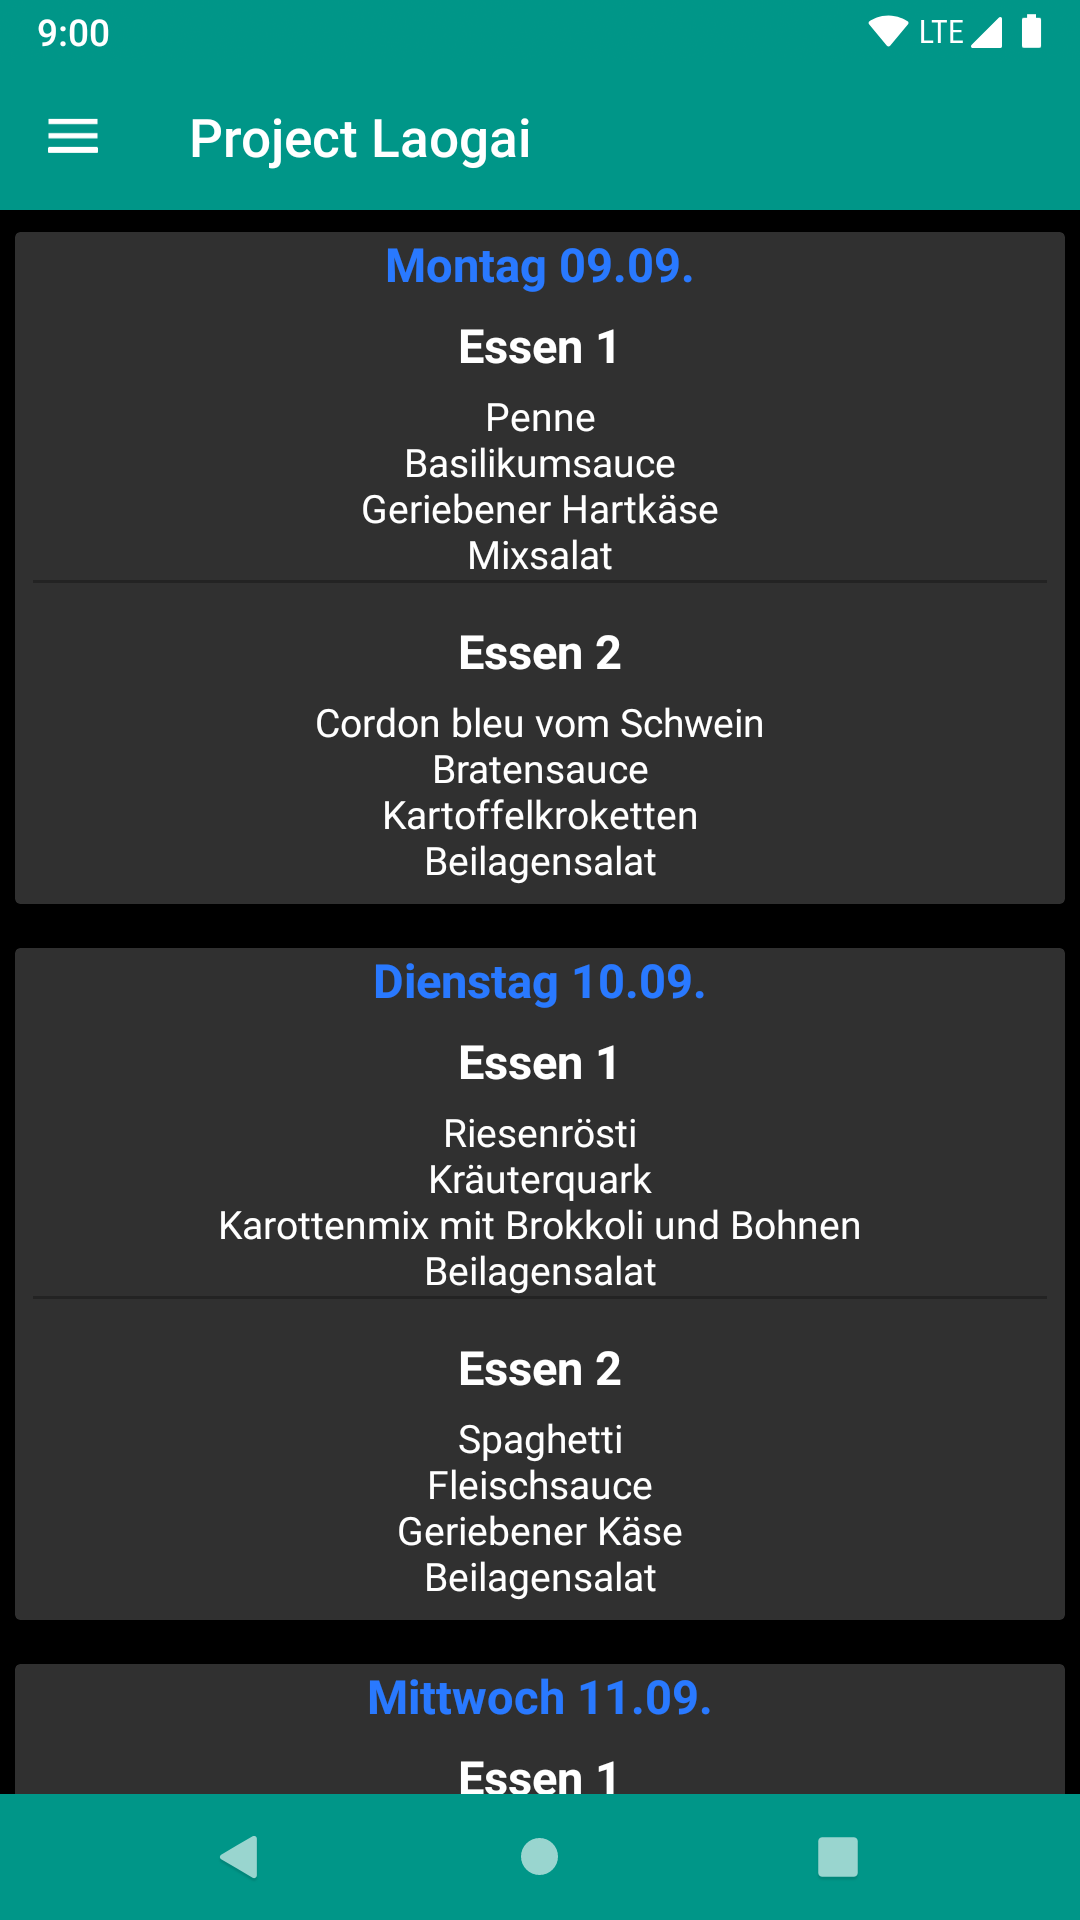 9:00 LTE
Project Laogai
Montag 09.09.
Essen 1
Penne
Basilikumsauce
Geriebener Hartkäse
Mixsalat
Essen 2
Cordon bleu vom Schwein
Bratensauce
Kartoffelkroketten
Beilagensalat
Dienstag 10.09.
Essen 1
Riesenrösti
Kräuterquark
Karottenmix mit Brokkoli und Bohnen
Beilagensalat
Essen 2
Spaghetti
Fleischsauce
Geriebener Käse
Beilagensalat
Mittwoch 11.09.
Essen 1